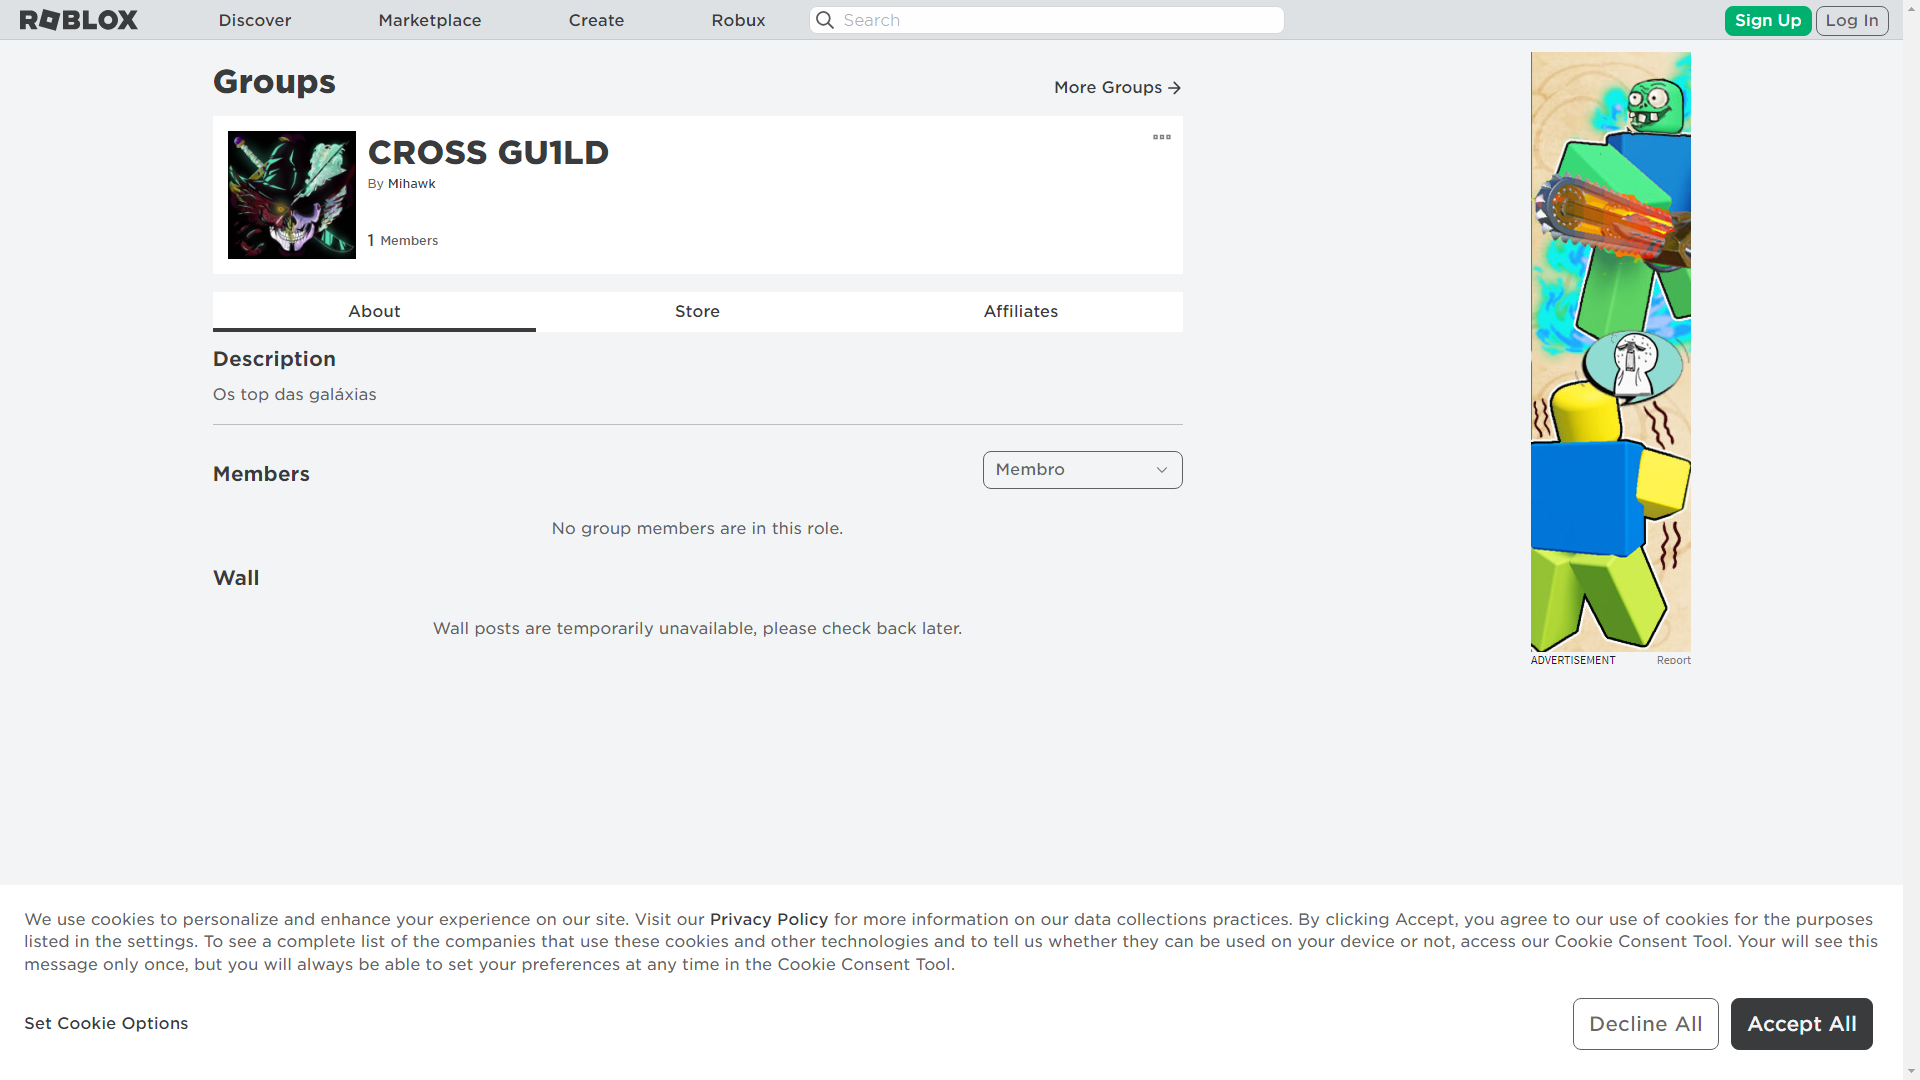 ROBLOX
Discover
Marketplace
Create
Robux
Search
Sign Up
Log In
Groups
More Groups
CROSS GU1LD
By Mihawk
1 Members
About
Store
Affiliates
Description
Os top das galáxias
Members
Membro
No group members are in this role.
Wall
Wall posts are temporarily unavailable, please check back later.
ADVERTISEMENT
Report
We use cookies to personalize and enhance your experience on our site. Visit our Privacy Policy for more information on our data collections practices. By clicking Accept, you agree to our use of cookies for the purposes
listed in the settings. To see a complete list of the companies that use these cookies and other technologies and to tell us whether they can be used on your device or not, access our Cookie Consent Tool. Your will see this
message only once, but you will always be able to set your preferences at any time in the Cookie Consent Tool.
Set Cookie Options
Decline All
Accept All